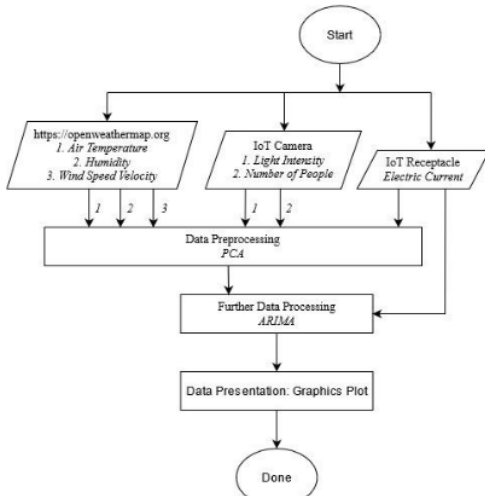 Start
https://openweathermap.org
1. Air Temperature
2. Humidity
3. Wind Speed Velocity
IoT Camera
1. Light Intensity
2. Number of People
IoT Receptacle
Electric Current
1
2
3
1
2
Data Preprocessing
PCA
Further Data Processing
ARIMA
Data Presentation: Graphics Plot
Done